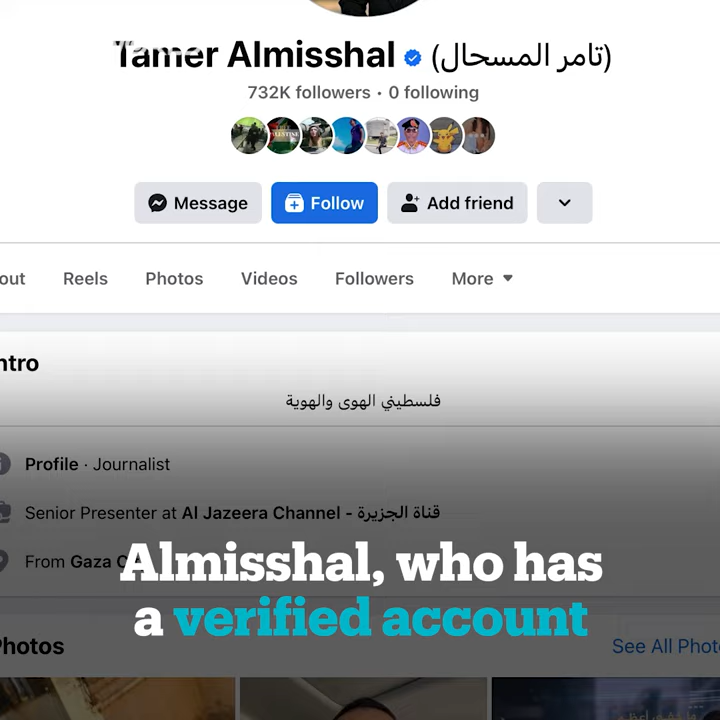 Tamer Almisshal (تامر المسحال)
732K followers · 0 following
Message
Follow
Add friend
out
Reels
Photos
Videos
Followers
More
ntro
فلسطيني الهوى والهوية
Profile · Journalist
Senior Presenter at Al Jazeera Channel - قناة الجزيرة
From Gaza
Almisshal, who has
a verified account
Photos
See All Phot